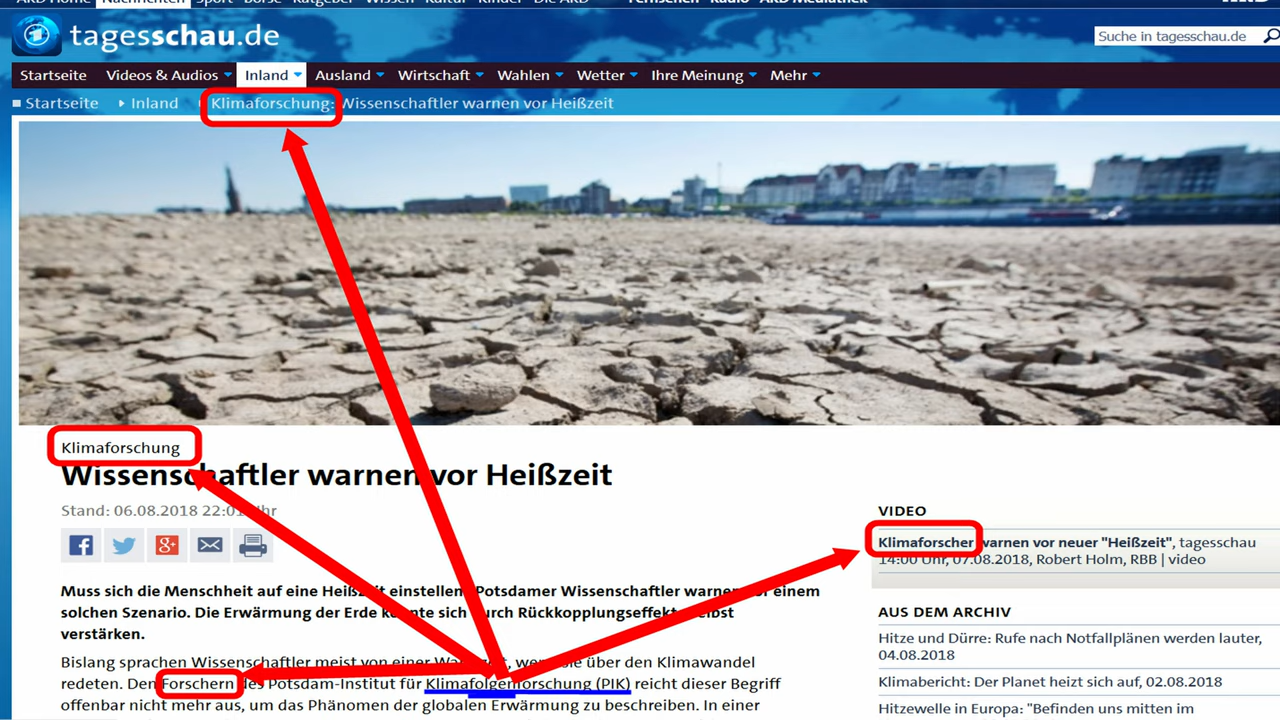 ARD Home Nachrichten Sport Börse Ratgeber Wissen Kultur Kinder Die ARD Fernsehen Radio ARD Mediathek
tagesschau.de
Suche in tagesschau.de
Startseite Videos & Audios Inland Ausland Wirtschaft Wahlen Wetter Ihre Meinung Mehr
Startseite Inland Klimaforschung: Wissenschaftler warnen vor Heißzeit
Klimaforschung
Wissenschaftler warnen vor Heißzeit
Stand: 06.08.2018 22:01 Uhr
Muss sich die Menschheit auf eine Heißzeit einstellen? Potsdamer Wissenschaftler warnen vor einem
solchen Szenario. Die Erwärmung der Erde könnte sich durch Rückkopplungseffekte selbst
verstärken.
Bislang sprachen Wissenschaftler meist von einer Warmzeit, wenn sie über den Klimawandel
redeten. Den Forschern des Potsdam-Institut für Klimafolgenforschung (PIK) reicht dieser Begriff
offenbar nicht mehr aus, um das Phänomen der globalen Erwärmung zu beschreiben. In einer
VIDEO
Klimaforscher warnen vor neuer "Heißzeit", tagesschau
14:00 Uhr, 07.08.2018, Robert Holm, RBB | video
AUS DEM ARCHIV
Hitze und Dürre: Rufe nach Notfallplänen werden lauter,
04.08.2018
Klimabericht: Der Planet heizt sich auf, 02.08.2018
Hitzewelle in Europa: "Befinden uns mitten im